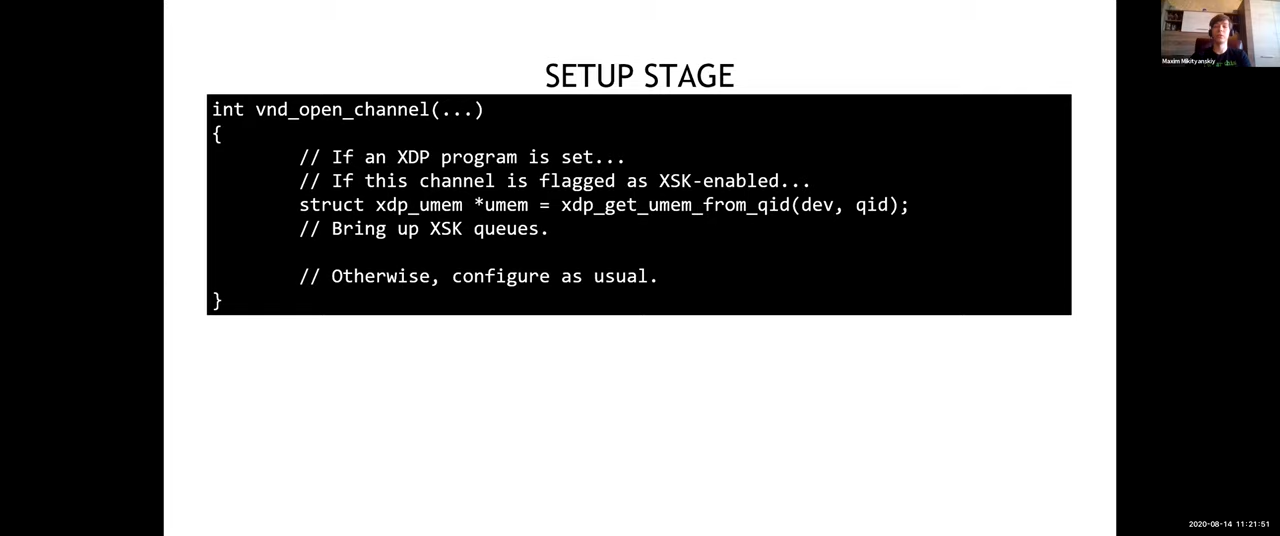 Maxim Mikityanskiy
SETUP STAGE
int vnd_open_channel(...)
{
// If an XDP program is set...
// If this channel is flagged as XSK-enabled...
struct xdp_umem *umem = xdp_get_umem_from_qid(dev, qid);
// Bring up XSK queues.
// Otherwise, configure as usual.
}
2020-08-14 11:21:51